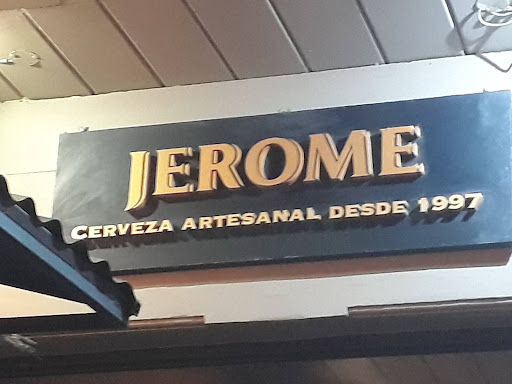 JEROME
CERVEZA ARTESANAL DESDE 1997